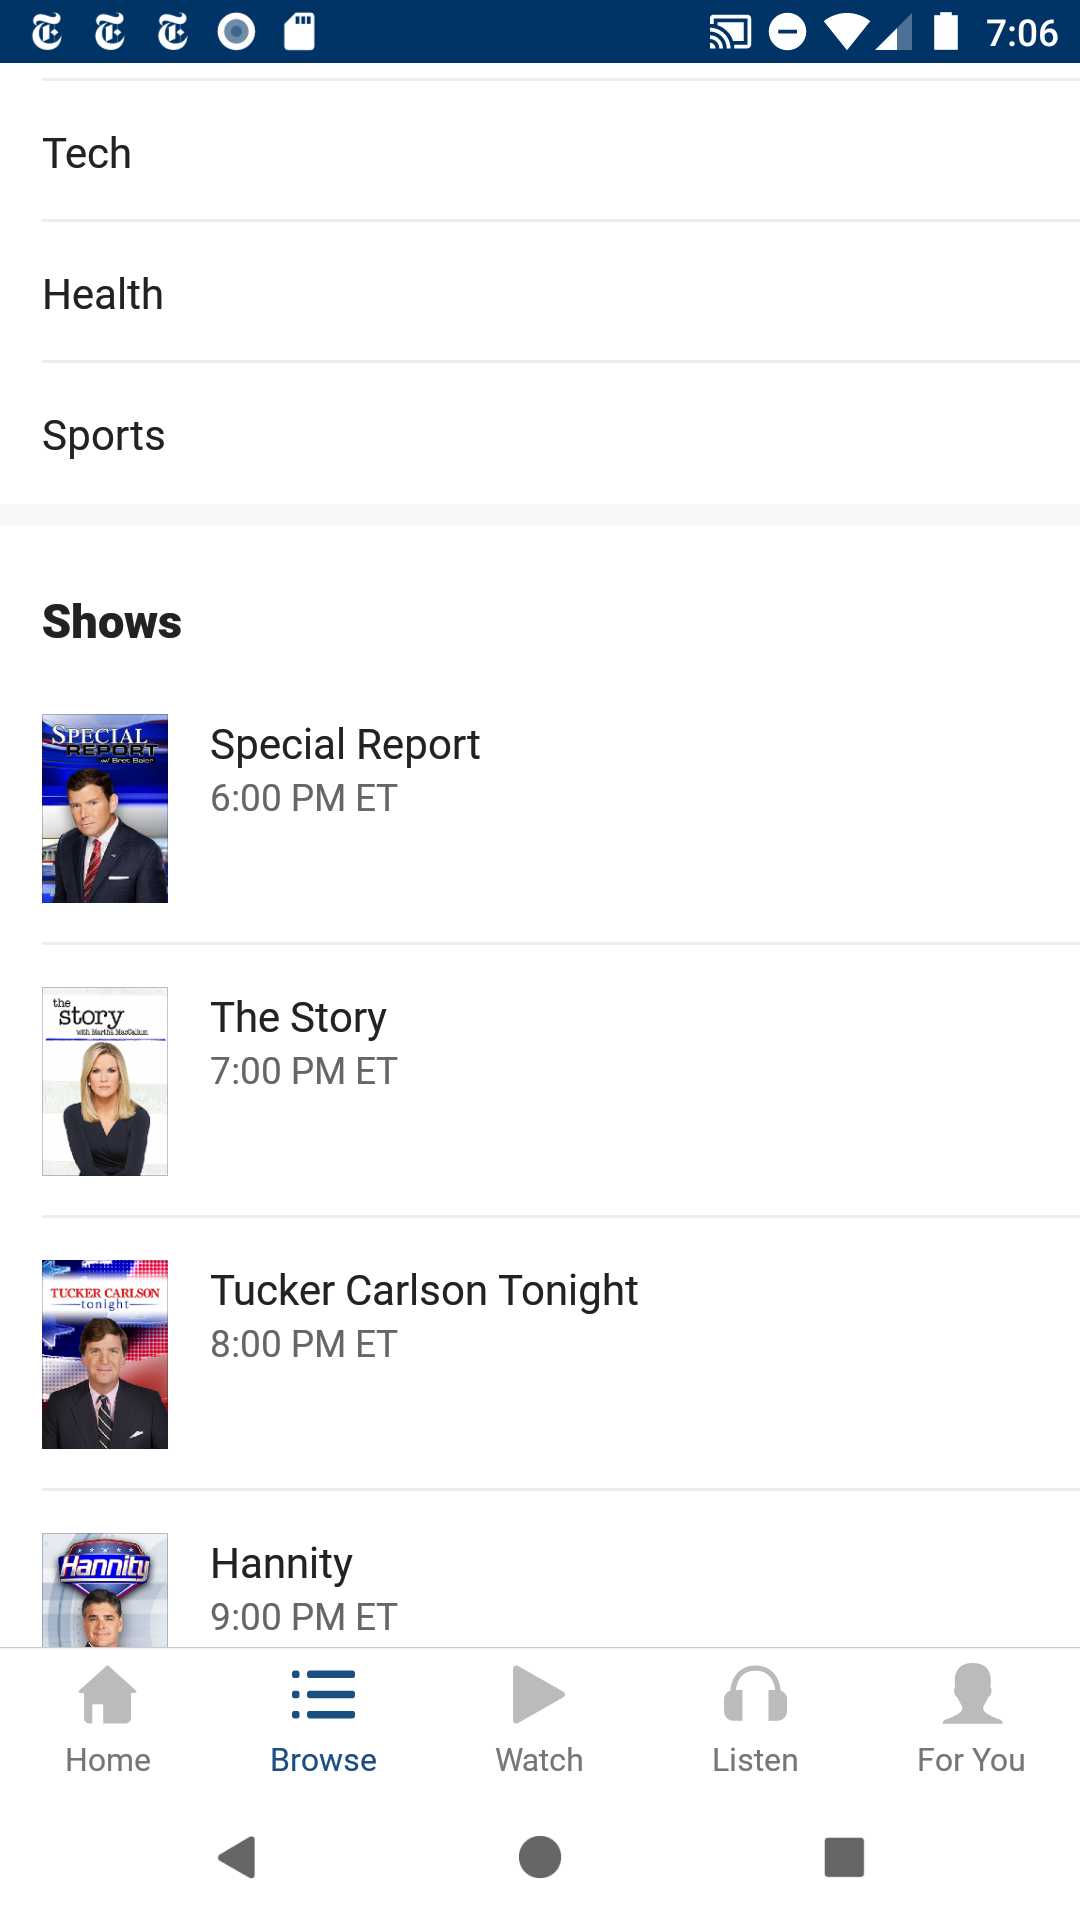 7:06
Tech
Health
Sports
Shows
SPECIAL
REPORT
w/ Bret Baier
Special Report
6:00 PM ET
the
story
with Martha MacCallum
The Story
7:00 PM ET
TUCKER CARLSON
tonight
Tucker Carlson Tonight
8:00 PM ET
Hannity
Hannity
9:00 PM ET
Home
Browse
Watch
Listen
For You